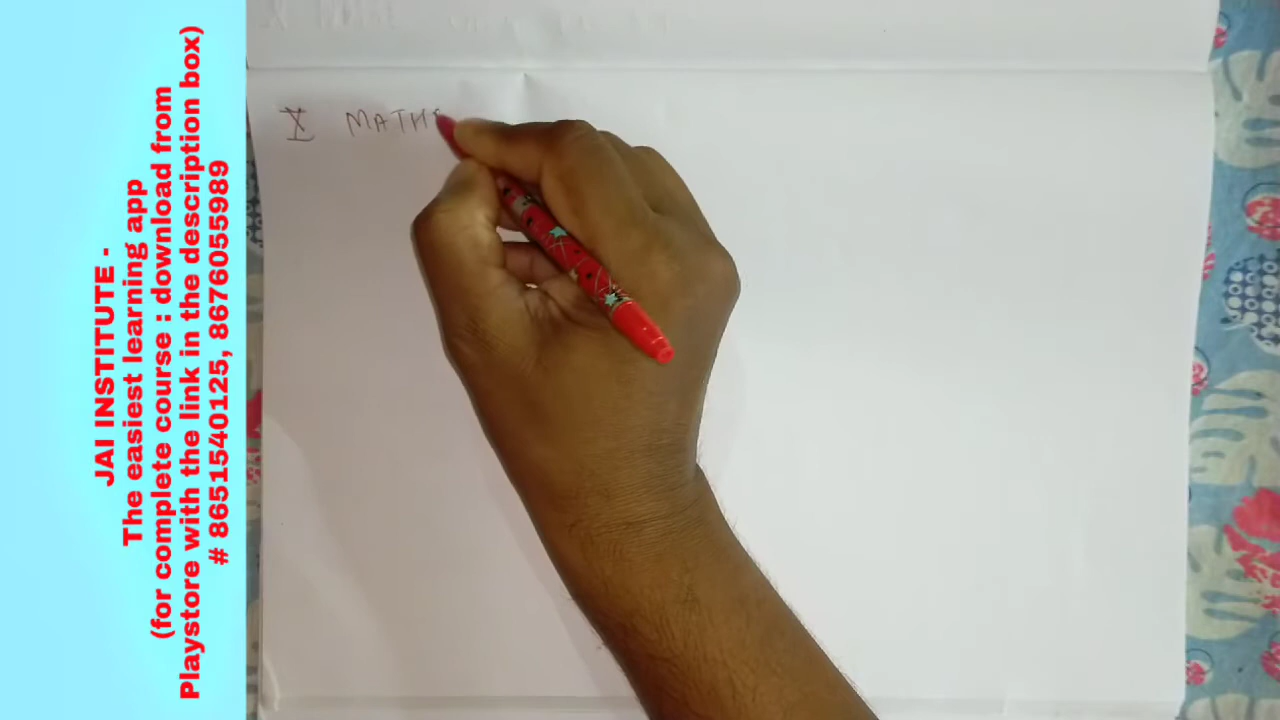 JAI INSTITUTE -
The easiest learning app
(for complete course : download from
Playstore with the link in the description box)
# 8651540125, 8676055989
X MATHS